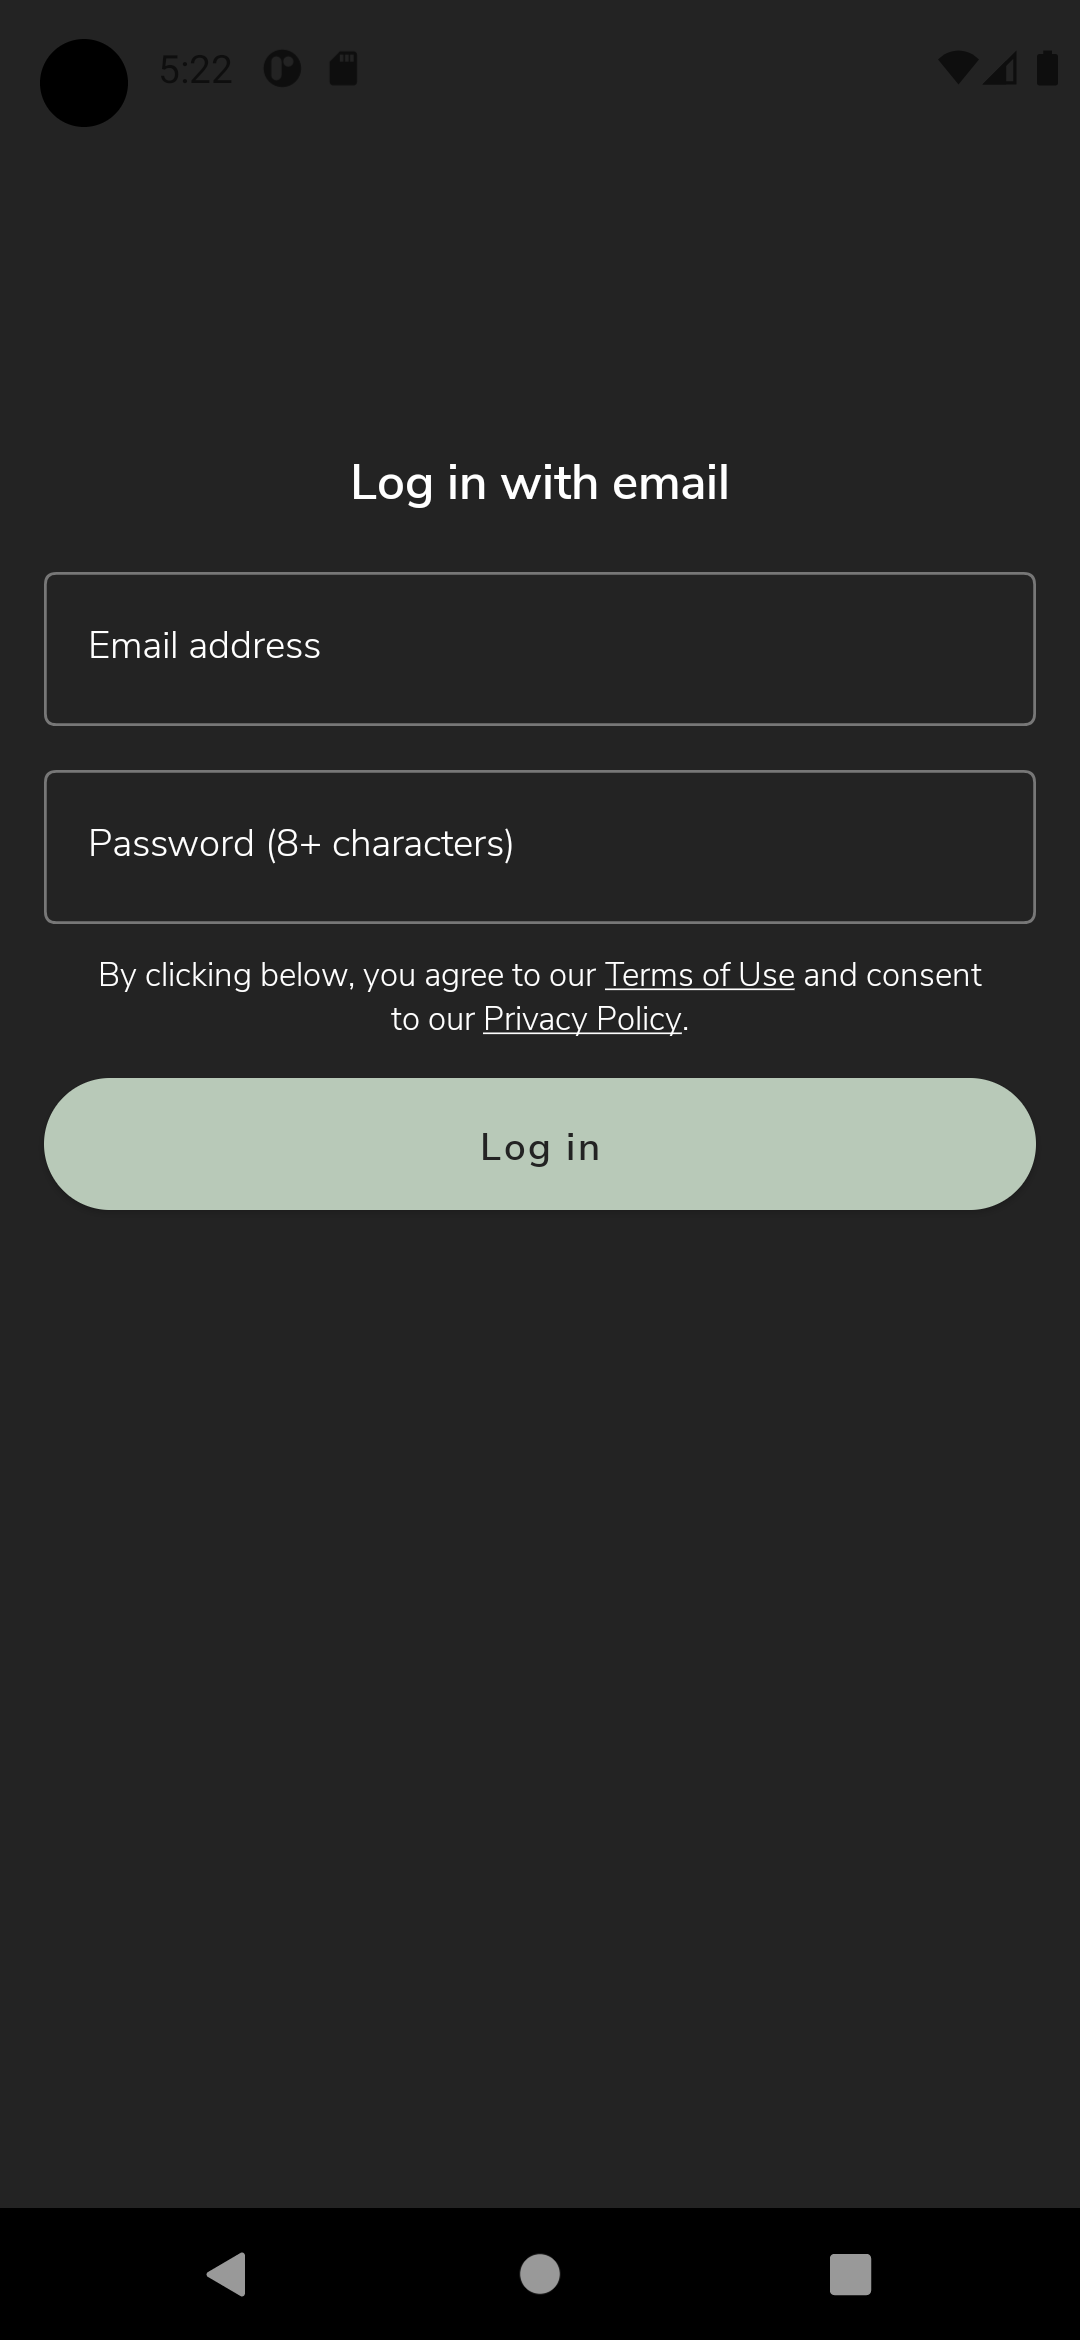 5:22
Log in with email
Email address
Password (8+ characters)
By clicking below, you agree to our Terms of Use and consent
to our Privacy Policy.
Log in